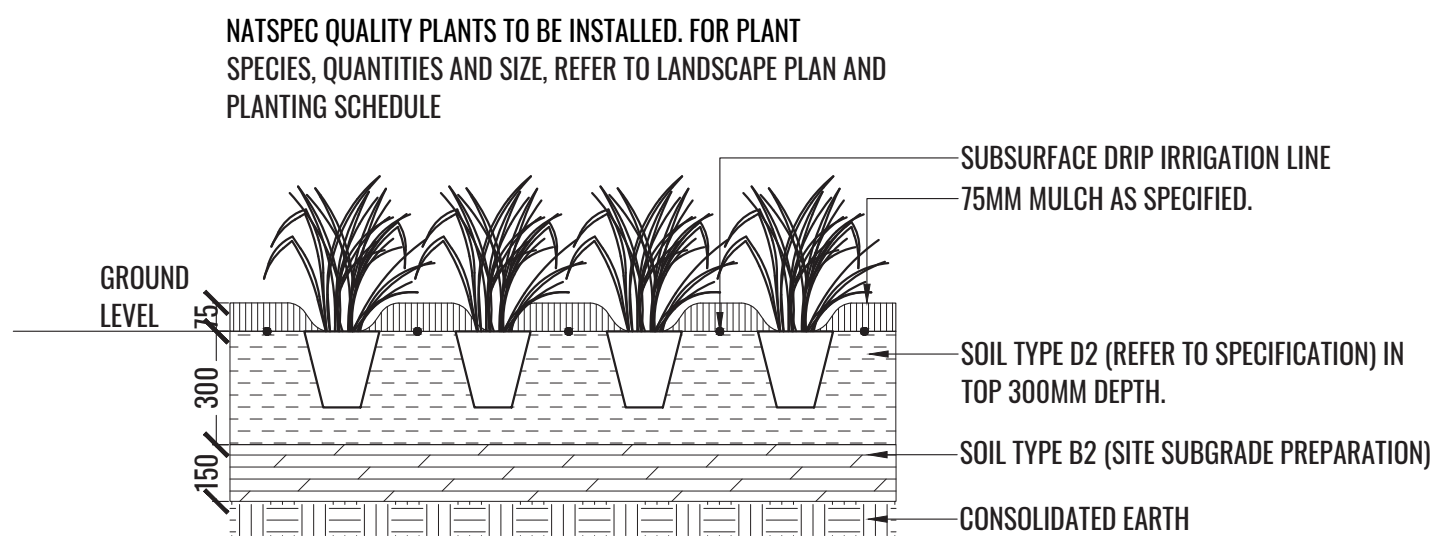 NATSPEC QUALITY PLANTS TO BE INSTALLED. FOR PLANT
SPECIES, QUANTITIES AND SIZE, REFER TO LANDSCAPE PLAN AND
PLANTING SCHEDULE
SUBSURFACE DRIP IRRIGATION LINE
75MM MULCH AS SPECIFIED.
GROUND
LEVEL
75
300
150
SOIL TYPE D2 (REFER TO SPECIFICATION) IN
TOP 300MM DEPTH.
SOIL TYPE B2 (SITE SUBGRADE PREPARATION)
CONSOLIDATED EARTH